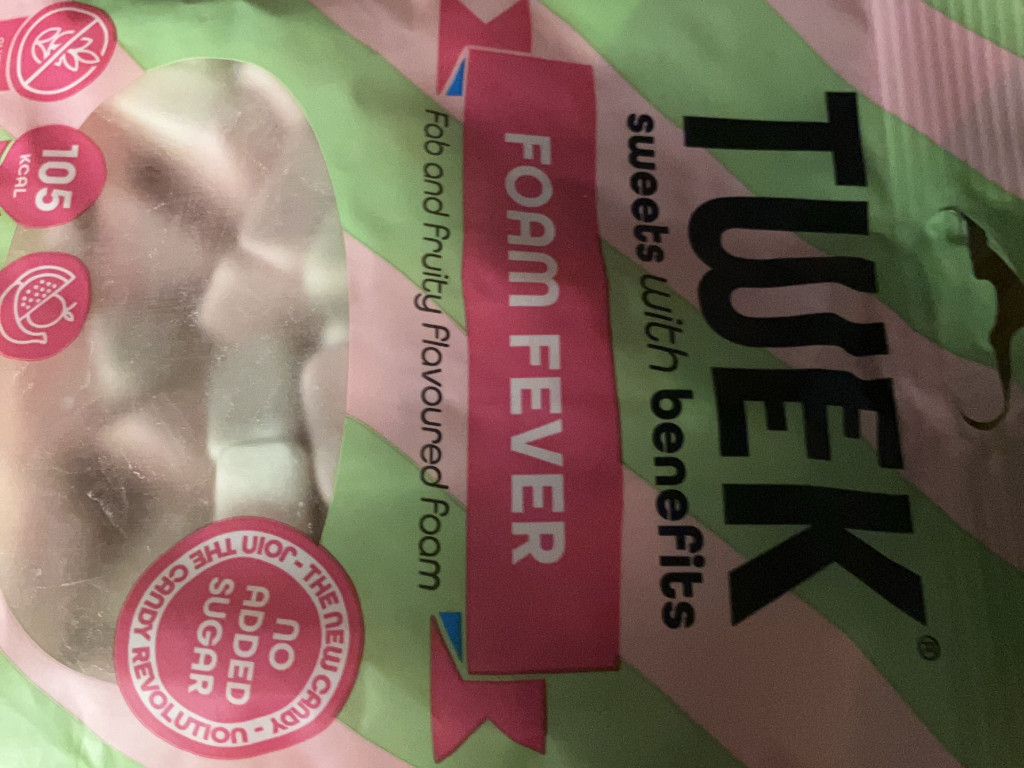 TWEEK®
sweets with benefits
FOAM FEVER
Fab and fruity flavoured foam
105
KCAL
NO
ADDED
SUGAR
JOIN THE CANDY REVOLUTION - THE NEW CANDY -